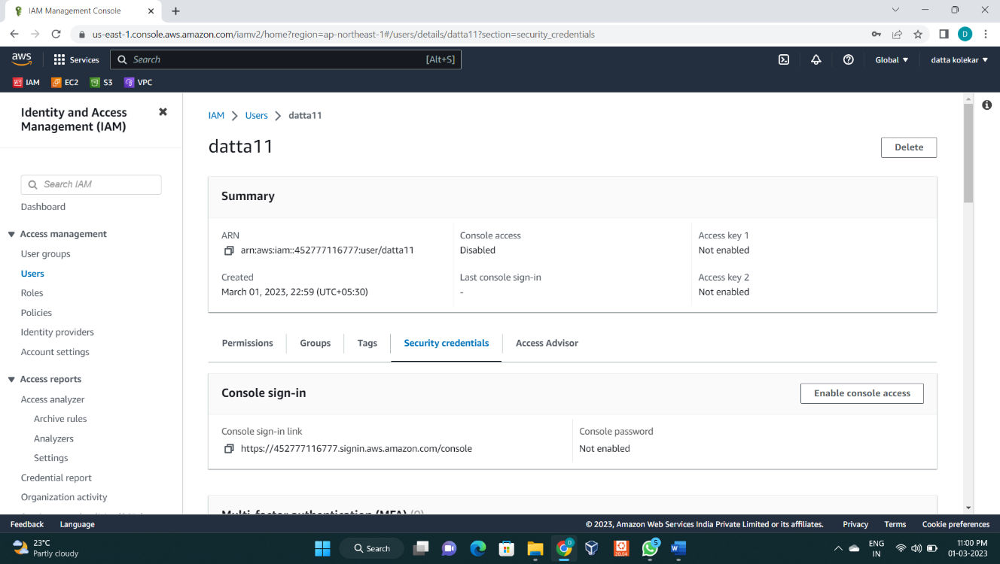 IAM Management Console
us-east-1.console.aws.amazon.com/iamv2/home?region=ap-northeast-1#/users/details/datta11?section=security_credentials
D
aws
Services
Search
[Alt+S]
Global
datta kolekar
IAM
EC2
S3
VPC
Identity and Access
Management (IAM)
Search IAM
Dashboard
Access management
User groups
Users
Roles
Policies
Identity providers
Account settings
Access reports
Access analyzer
Archive rules
Analyzers
Settings
Credential report
Organization activity
IAM > Users > datta11
datta11
Delete
Summary
ARN
arn:aws:iam::452777116777:user/datta11
Created
March 01, 2023, 22:59 (UTC+05:30)
Console access
Disabled
Last console sign-in
-
Access key 1
Not enabled
Access key 2
Not enabled
Permissions
Groups
Tags
Security credentials
Access Advisor
Console sign-in
Enable console access
Console sign-in link
https://452777116777.signin.aws.amazon.com/console
Console password
Not enabled
Multi-factor authentication (MFA) (0)
Feedback
Language
© 2023, Amazon Web Services India Private Limited or its affiliates.
Privacy
Terms
Cookie preferences
23°C
Partly cloudy
Search
D
20.04
5
W
ENG
IN
11:00 PM
01-03-2023